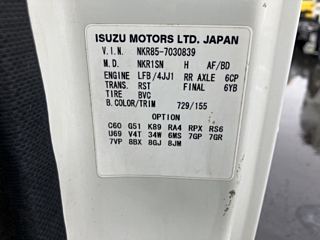 ISUZU MOTORS LTD. JAPAN
V.I.N. NKR85-7030839
M.D. NKR1SN H AF/BD
ENGINE LFB/4JJ1 RR AXLE 6CP
TRANS. RST FINAL 6YB
TIRE BVC
B.COLOR/TRIM 729/155
OPTION
C60 G51 K89 RA4 RPX RS6
U69 V4T 34W 6MS 7GP 7GR
7VP 8BX 8GJ 8JM